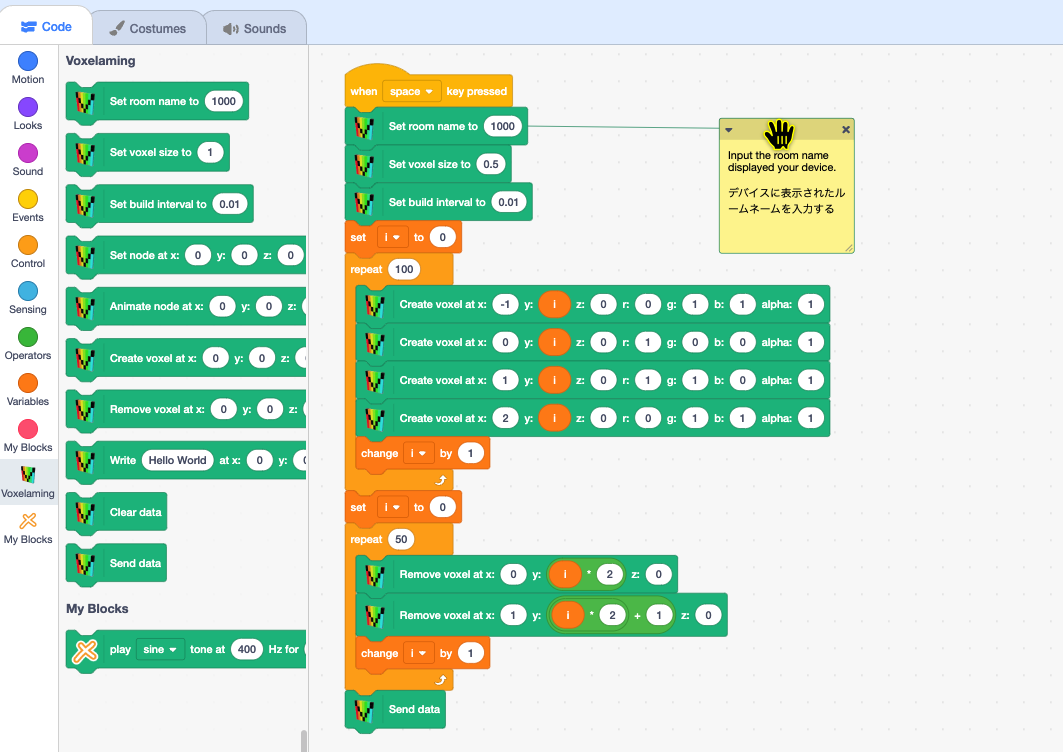 Code
Costumes
Sounds
Motion
Looks
Sound
Events
Control
Sensing
Operators
Variables
My Blocks
Voxelaming
My Blocks
Voxelaming
Set room name to 1000
Set voxel size to 1
Set build interval to 0.01
Set node at x: 0 y: 0 z: 0
Animate node at x: 0 y: 0 z:
Create voxel at x: 0 y: 0 z:
Remove voxel at x: 0 y: 0 z:
Write Hello World at x: 0 y:
Clear data
Send data
My Blocks
play sine tone at 400 Hz for
when space key pressed
Set room name to 1000
Set voxel size to 0.5
Set build interval to 0.01
set i to 0
repeat 100
Create voxel at x: -1 y: i z: 0 r: 0 g: 1 b: 1 alpha: 1
Create voxel at x: 0 y: i z: 0 r: 1 g: 0 b: 0 alpha: 1
Create voxel at x: 1 y: i z: 0 r: 1 g: 1 b: 0 alpha: 1
Create voxel at x: 2 y: i z: 0 r: 0 g: 1 b: 1 alpha: 1
change i by 1
set i to 0
repeat 50
Remove voxel at x: 0 y: i * 2 z: 0
Remove voxel at x: 1 y: i * 2 + 1 z: 0
change i by 1
Send data
Input the room name
displayed your device.
デバイスに表示されたル
ームネームを入力する